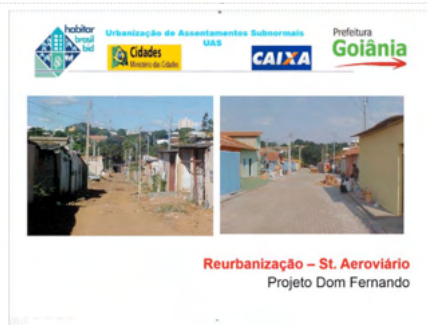 habitar
brasil
bid
Urbanização de Assentamentos Subnormais
UAS
Cidades
Ministério das Cidades
CAIXA
Prefeitura
Goiânia
Reurbanização – St. Aeroviário
Projeto Dom Fernando